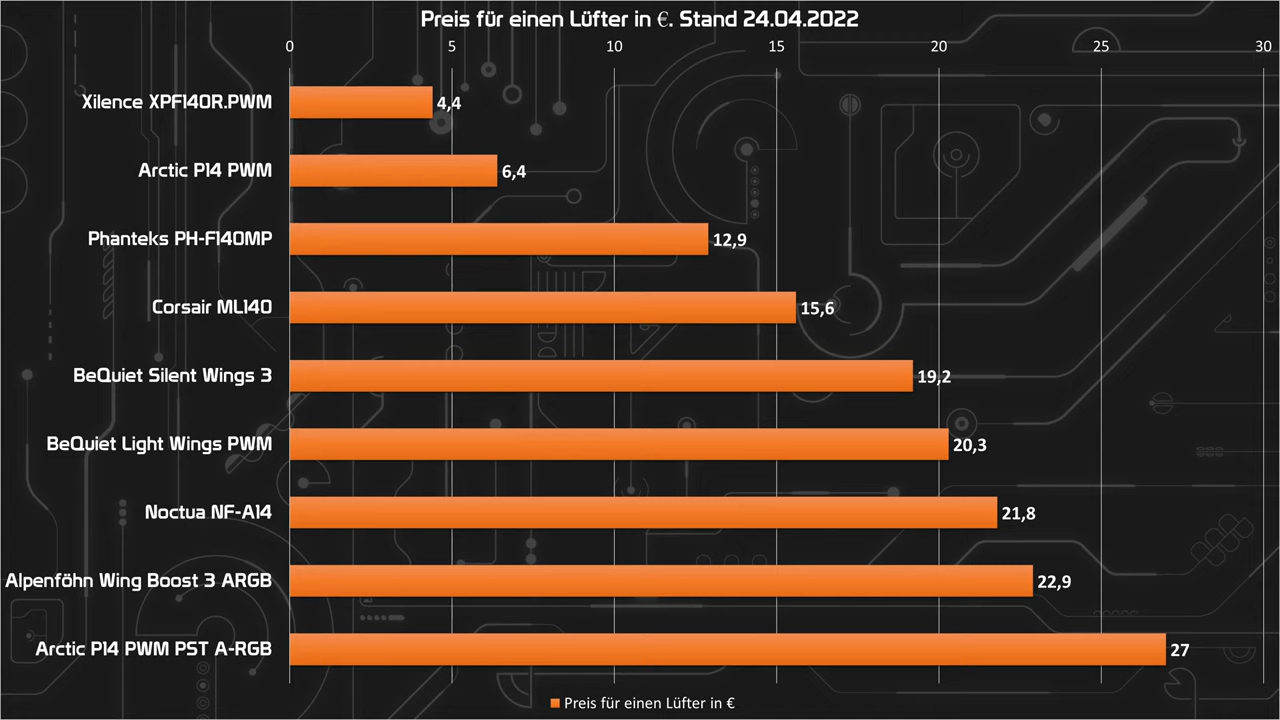 Preis für einen Lüfter in €. Stand 24.04.2022
0 5 10 15 20 25 30
Xilence XPF140R.PWM 4,4
Arctic P14 PWM 6,4
Phanteks PH-F140MP 12,9
Corsair ML140 15,6
BeQuiet Silent Wings 3 19,2
BeQuiet Light Wings PWM 20,3
Noctua NF-A14 21,8
Alpenföhn Wing Boost 3 ARGB 22,9
Arctic P14 PWM PST A-RGB 27
Preis für einen Lüfter in €